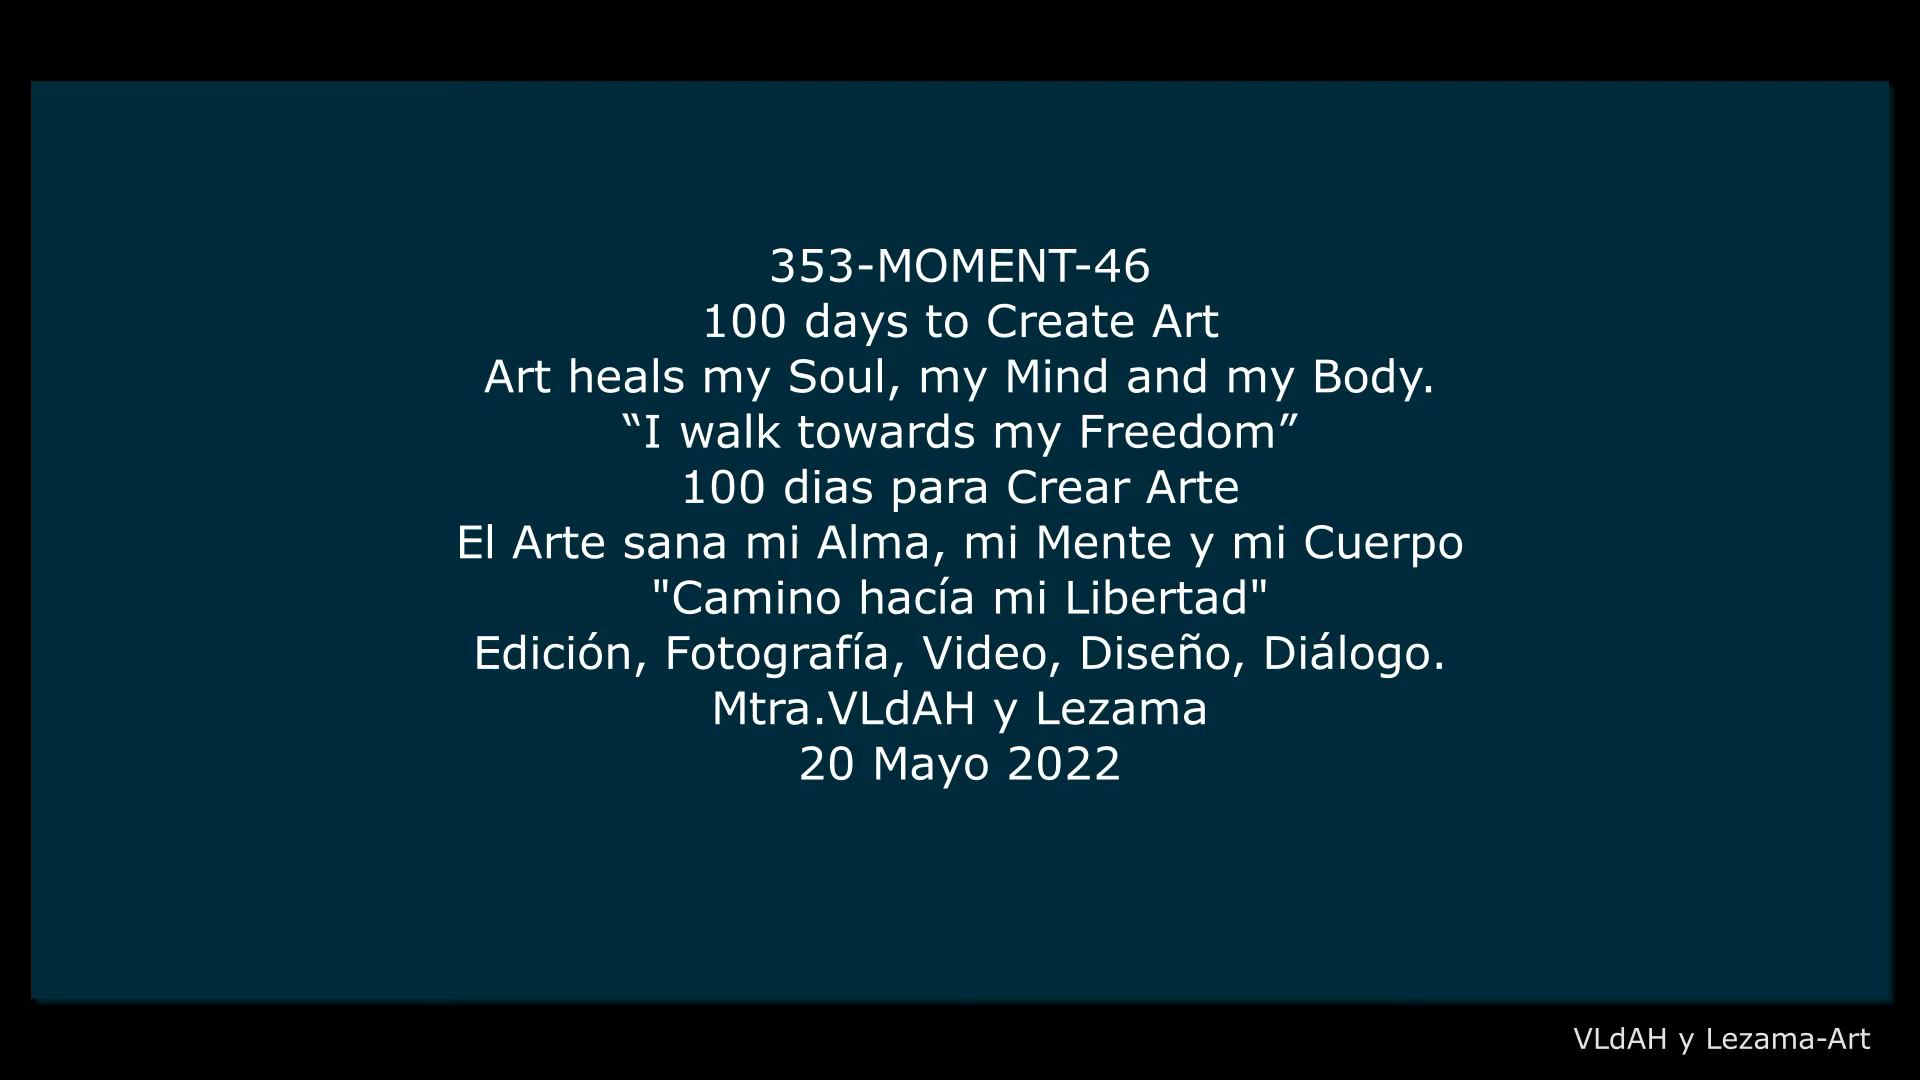 353-MOMENT-46
100 days to Create Art
Art heals my Soul, my Mind and my Body.
“I walk towards my Freedom”
100 dias para Crear Arte
El Arte sana mi Alma, mi Mente y mi Cuerpo
"Camino hacía mi Libertad"
Edición, Fotografía, Video, Diseño, Diálogo.
Mtra.VLdAH y Lezama
20 Mayo 2022
VLdAH y Lezama-Art